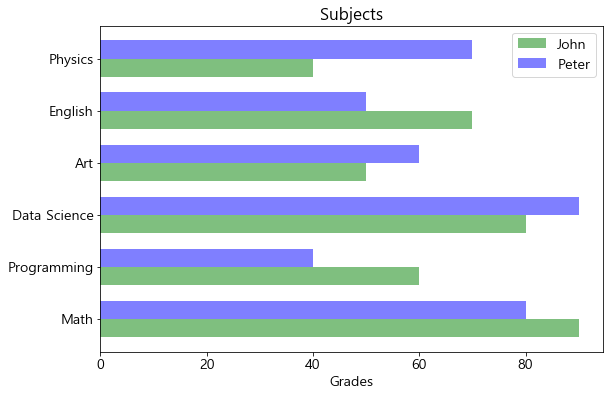 Subjects
John
Peter
Physics
English
Art
Data Science
Programming
Math
0 20 40 60 80
Grades